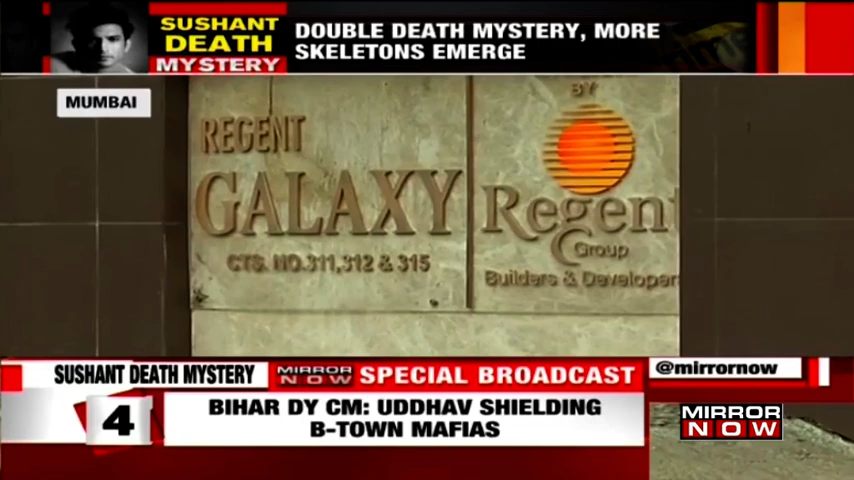 SUSHANT
DEATH
MYSTERY
DOUBLE DEATH MYSTERY, MORE
SKELETONS EMERGE
MUMBAI
REGENT
GALAXY
CTS. NO.311,312 & 315
BY
Regent
Group
Builders & Developer
SUSHANT DEATH MYSTERY
MIRROR
NOW
SPECIAL BROADCAST
@mirrornow
4
BIHAR DY CM: UDDHAV SHIELDING
B-TOWN MAFIAS
MIRROR
NOW